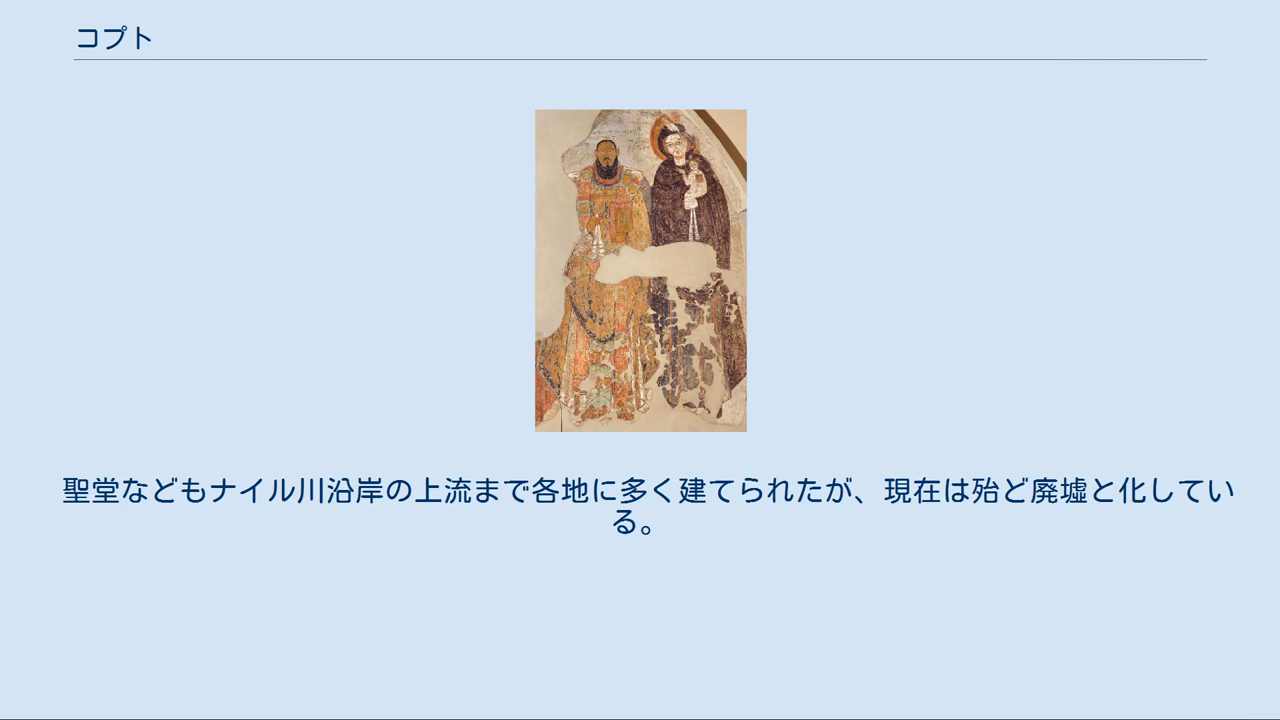 コプト
聖堂などもナイル川沿岸の上流まで各地に多く建てられたが、現在は殆ど廃墟と化してい
る。